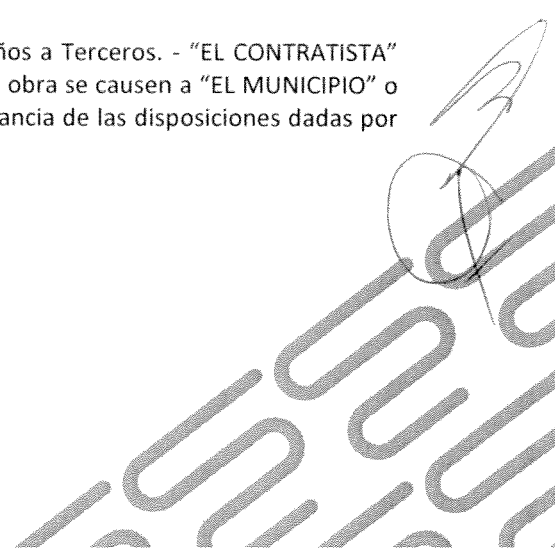 ños a Terceros. - “EL CONTRATISTA”
obra se causen a “EL MUNICIPIO” o
ancia de las disposiciones dadas por